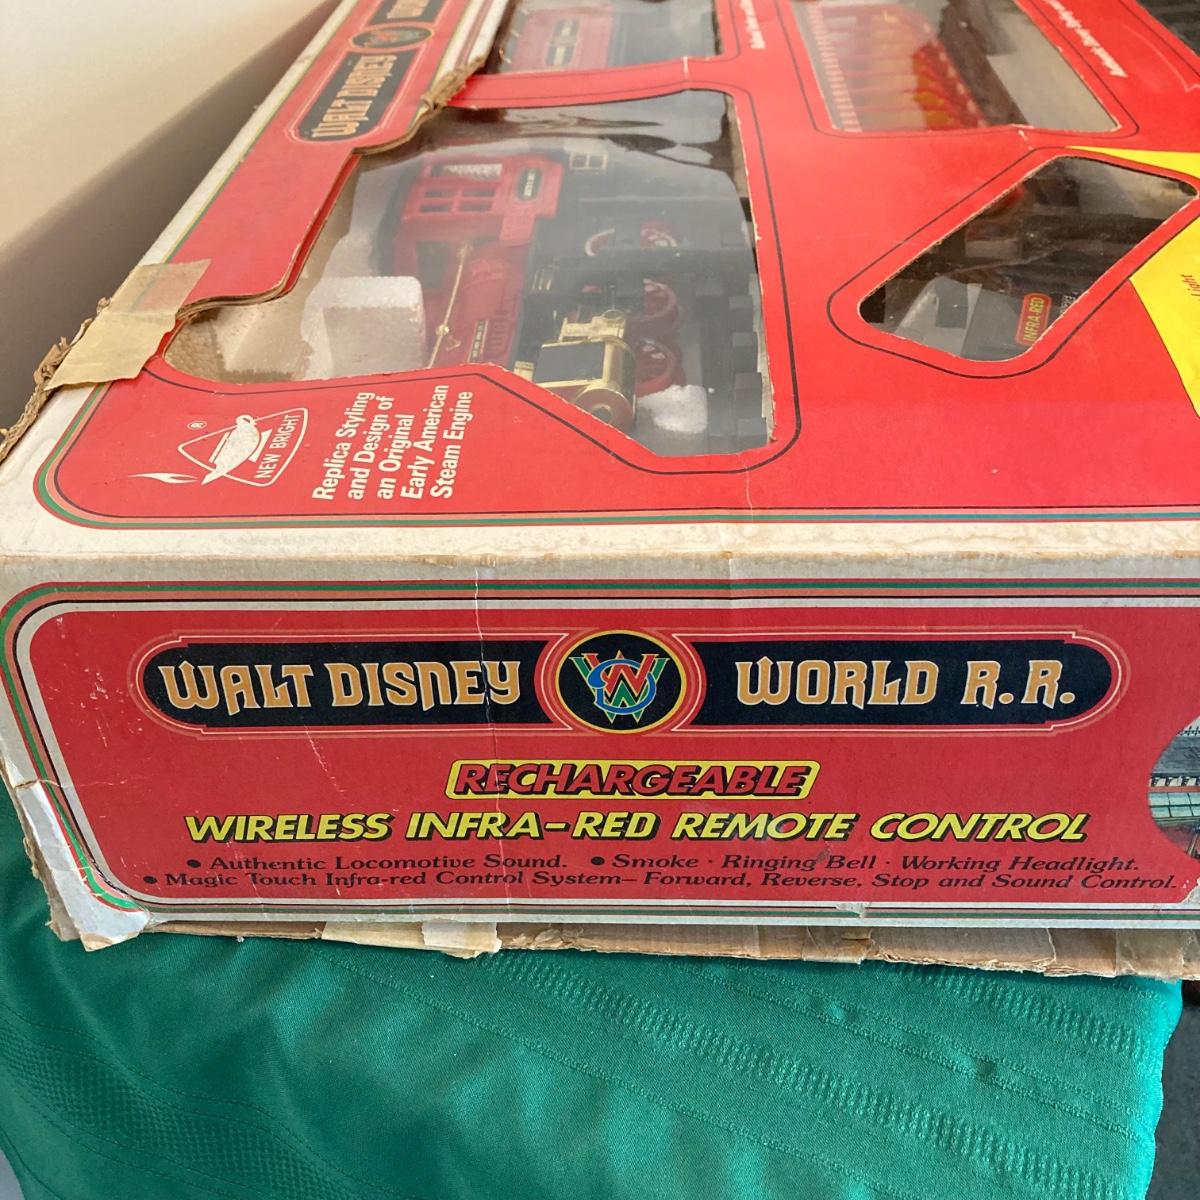 WALT DISNEY
®
NEW BRIGHT
Replica Styling
and Design of
an Original
Early American
Steam Engine
INFRA-RED
Light
WALT DISNEY WORLD R.R.
RECHARGEABLE
WIRELESS INFRA-RED REMOTE CONTROL
● Authentic Locomotive Sound. ● Smoke · Ringing Bell · Working Headlight.
● Magic Touch Infra-red Control System– Forward, Reverse, Stop and Sound Control.